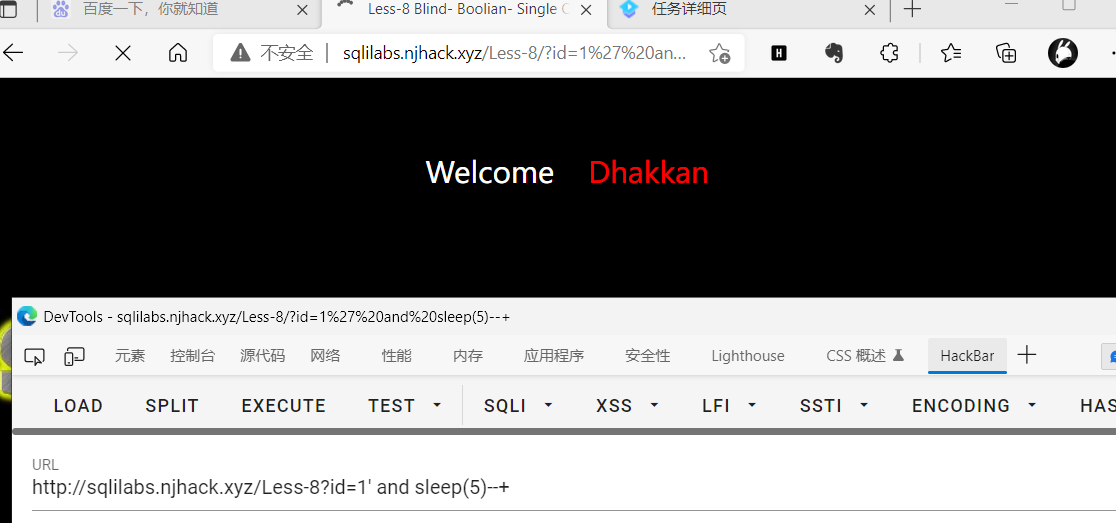 百度一下，你就知道 Less-8 Blind- Boolian- Single 任务详细页
不安全 sqlilabs.njhack.xyz/Less-8/?id=1%27%20an...
Welcome Dhakkan
DevTools - sqlilabs.njhack.xyz/Less-8/?id=1%27%20and%20sleep(5)--+
元素 控制台 源代码 网络 性能 内存 应用程序 安全性 Lighthouse CSS 概述 HackBar
LOAD SPLIT EXECUTE TEST SQLI XSS LFI SSTI ENCODING HAS
URL
http://sqlilabs.njhack.xyz/Less-8?id=1' and sleep(5)--+